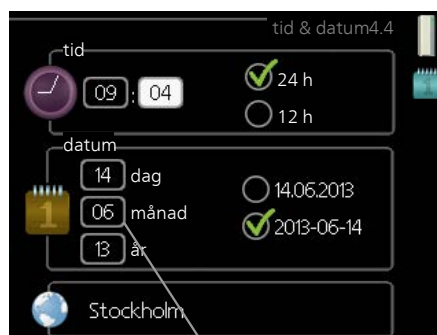 tid & datum4.4
tid
09 : 04
24 h
12 h
datum
14 dag
06 månad
13 år
14.06.2013
2013-06-14
Stockholm